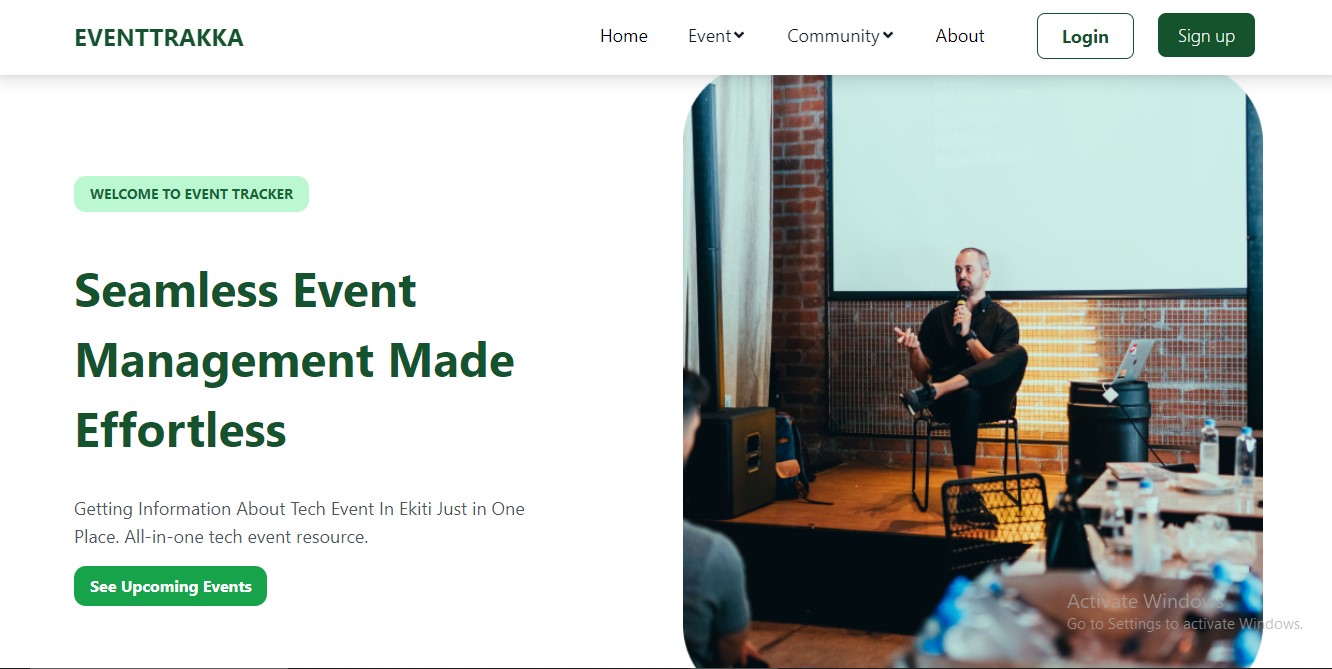 EVENTTRAKKA
Home
Event
Community
About
Login
Sign up
WELCOME TO EVENT TRACKER
Seamless Event
Management Made
Effortless
Getting Information About Tech Event In Ekiti Just in One
Place. All-in-one tech event resource.
See Upcoming Events
Activate Windows
Go to Settings to activate Windows.